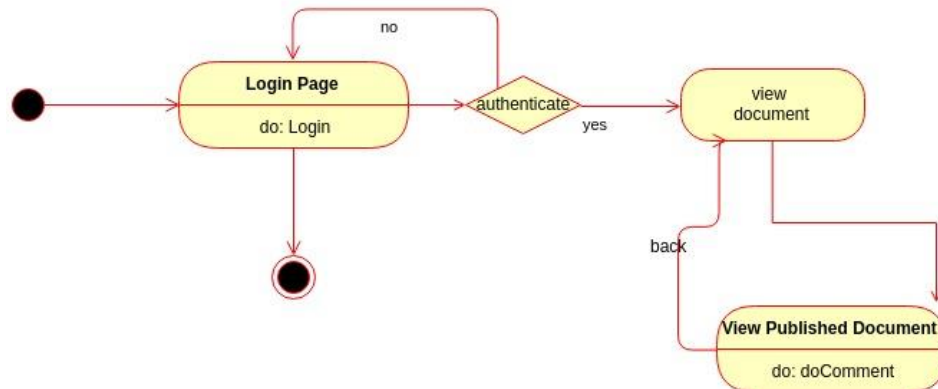 no
Login Page
do: Login
authenticate
yes
view
document
back
View Published Document
do: doComment